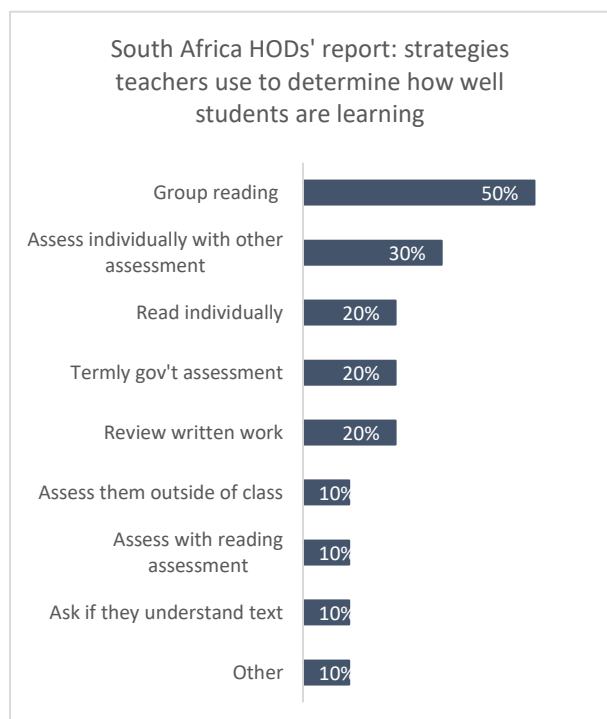 South Africa HODs' report: strategies
teachers use to determine how well
students are learning
Group reading
50%
Assess individually with other
assessment
30%
Read individually
20%
Termly gov't assessment
20%
Review written work
20%
Assess them outside of class
10%
Assess with reading
assessment
10%
Ask if they understand text
10%
Other
10%